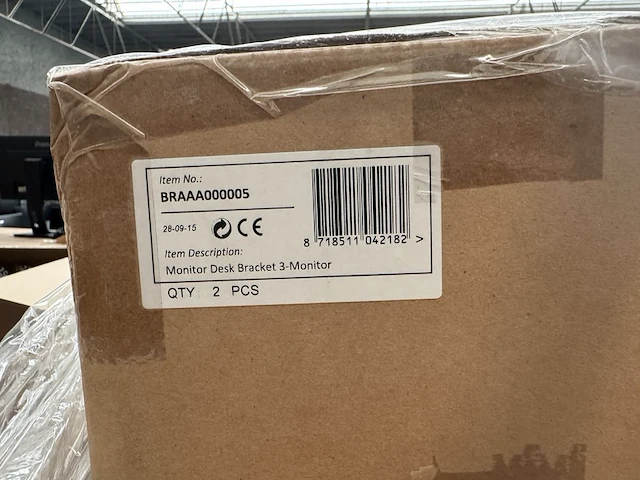 Item No.:
BRAAA000005
28-09-15 CE
8 718511 042182 >
Item Description:
Monitor Desk Bracket 3-Monitor
QTY 2 PCS